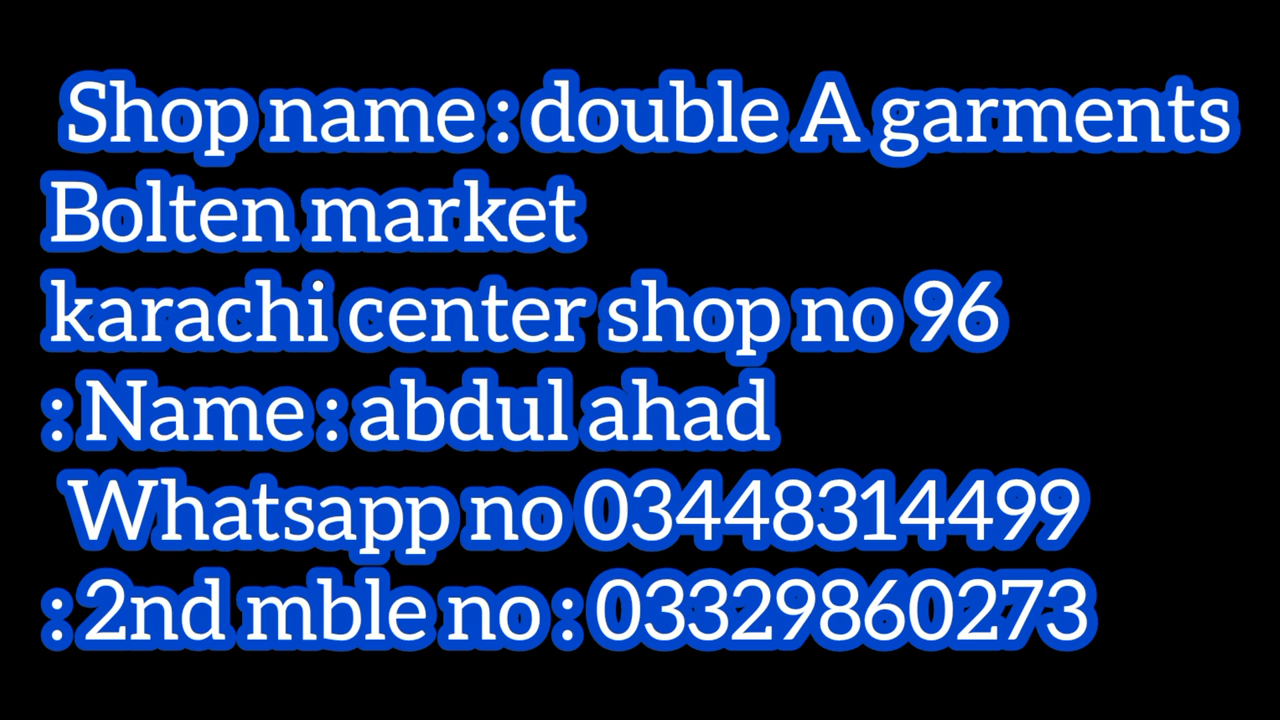 Shop name : double A garments
Bolten market
karachi center shop no 96
: Name : abdul ahad
Whatsapp no 03448314499
: 2nd mble no : 03329860273